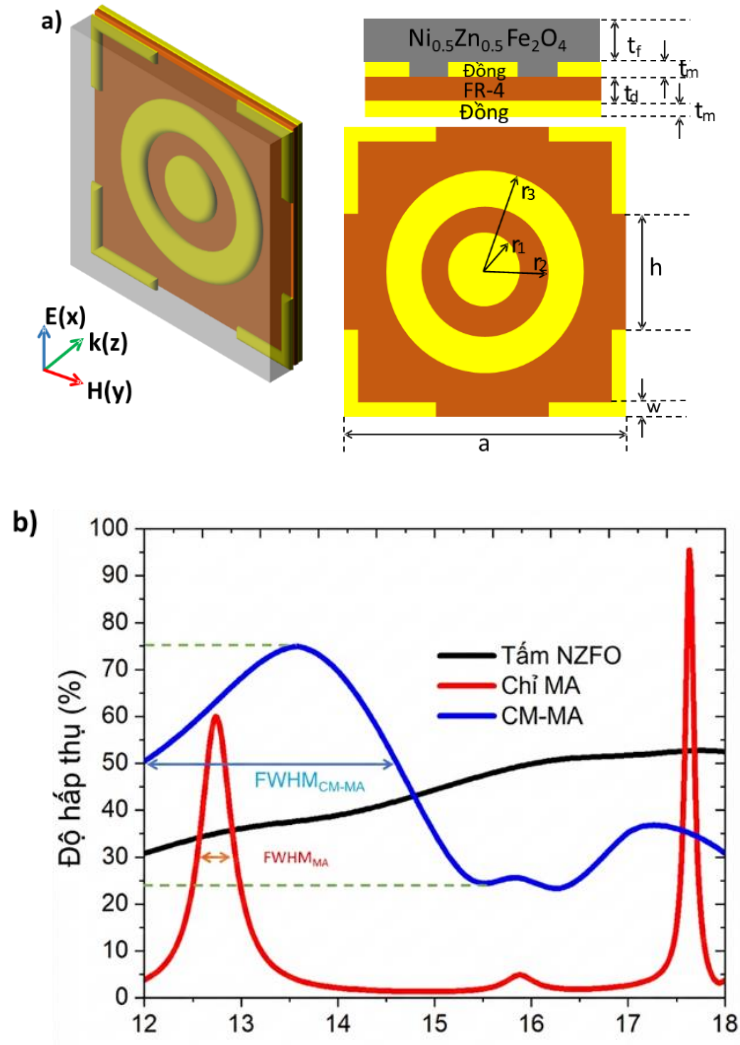 a)
Ni0.5Zn0.5Fe2O4
Đồng
FR-4
Đồng
tf
tm
td
tm
r3
r1
r2
h
w
a
E(x)
k(z)
H(y)
b)
Độ hấp thụ (%)
100
90
80
70
60
50
40
30
20
10
0
Tấm NZFO
Chỉ MA
CM-MA
FWHMCM-MA
FWHMMA
12 13 14 15 16 17 18